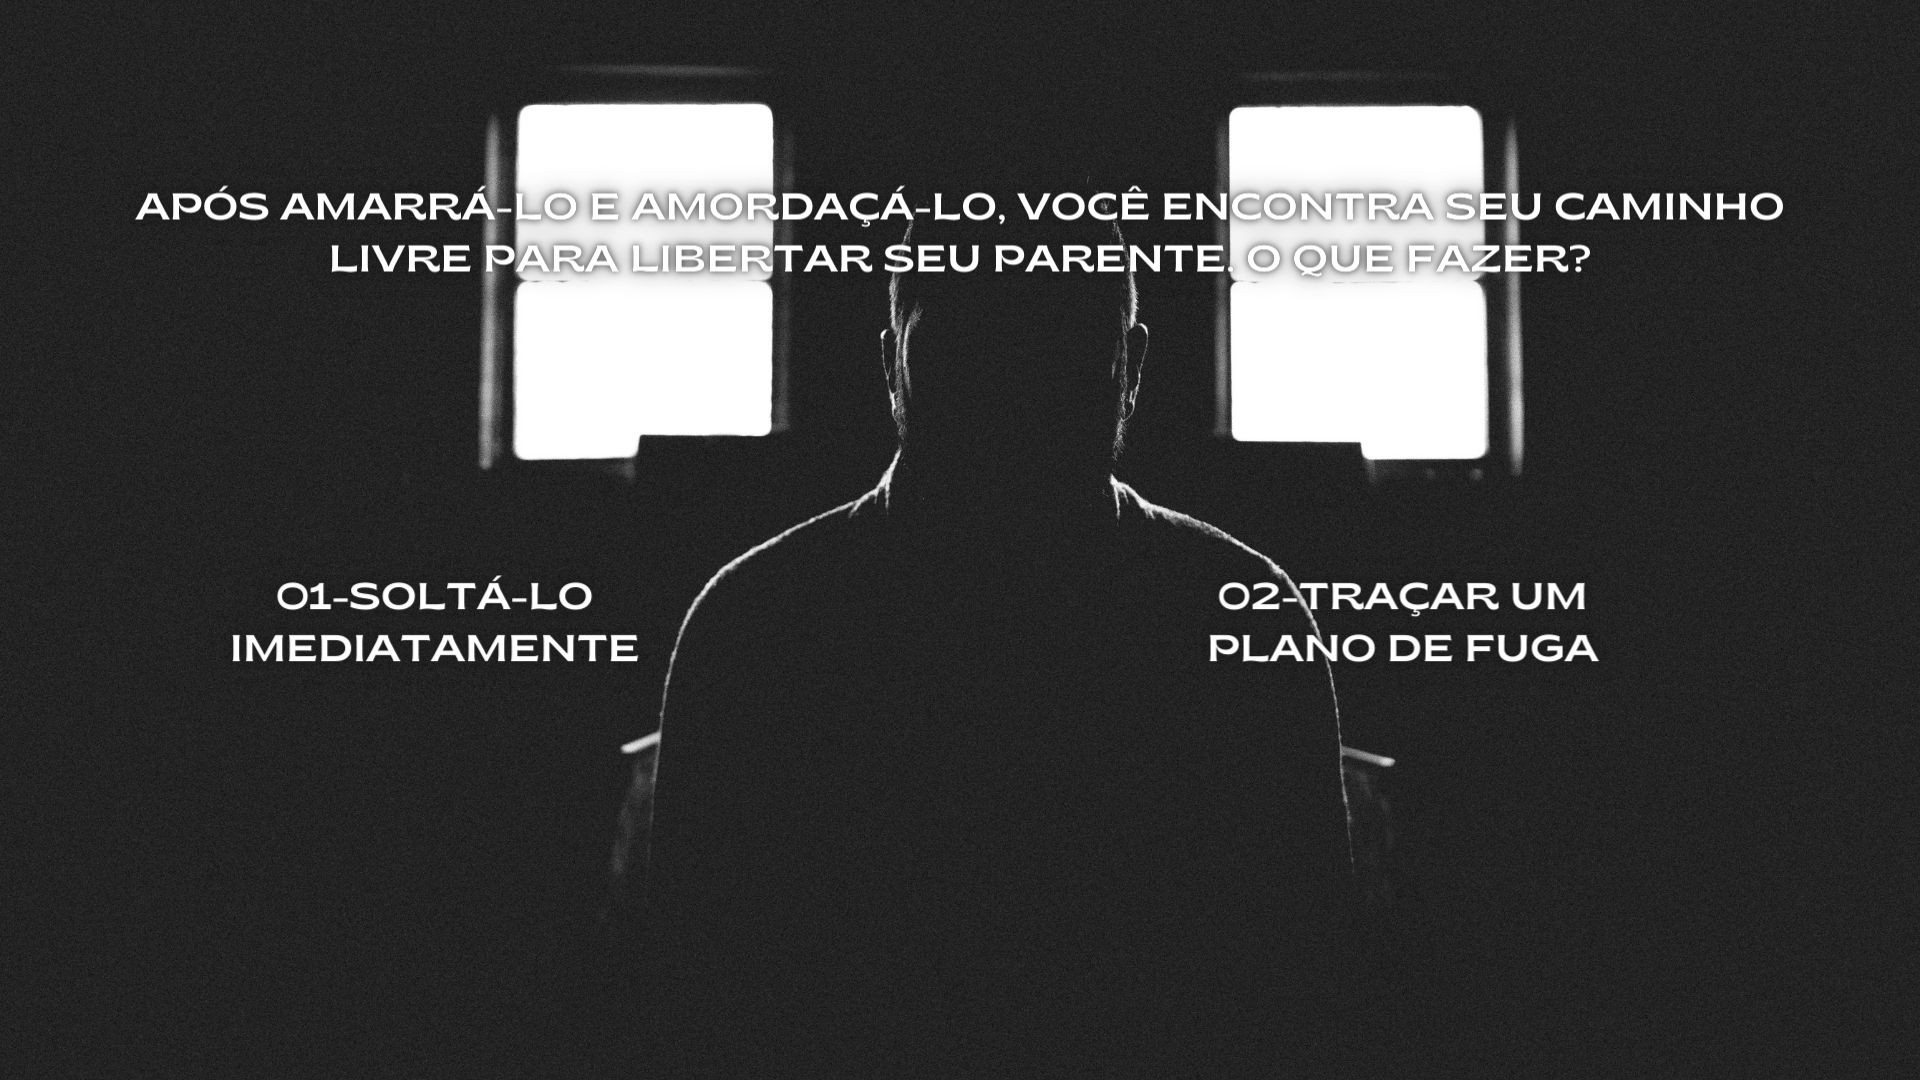 APÓS AMARRÁ-LO E AMORDAÇÁ-LO, VOCÊ ENCONTRA SEU CAMINHO
LIVRE PARA LIBERTAR SEU PARENTE. O QUE FAZER?
01-SOLTÁ-LO
IMEDIATAMENTE
02-TRAÇAR UM
PLANO DE FUGA